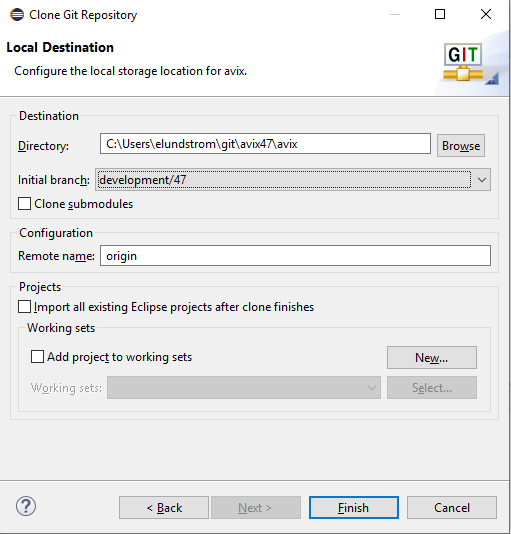 Clone Git Repository
Local Destination
Configure the local storage location for avix.
GIT
Destination
Directory: C:\Users\elundstrom\git\avix47\avix Browse
Initial branch: development/47
Clone submodules
Configuration
Remote name: origin
Projects
Import all existing Eclipse projects after clone finishes
Working sets
Add project to working sets New...
Working sets: Select...
? < Back Next > Finish Cancel